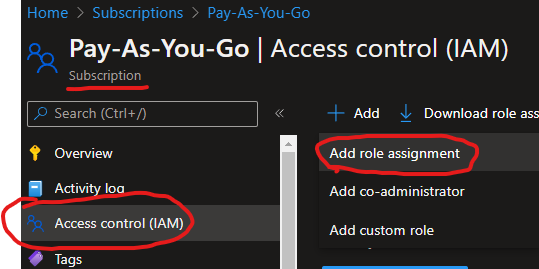 Home > Subscriptions > Pay-As-You-Go
Pay-As-You-Go | Access control (IAM)
Subscription
Search (Ctrl+/)
«
+ Add
Download role ass
Overview
Add role assignment
Activity log
Add co-administrator
Access control (IAM)
Add custom role
Tags